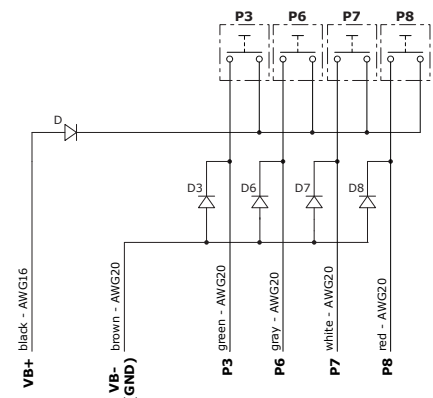 P3
P6
P7
P8
D
D3
D6
D7
D8
black - AWG16
brown - AWG20
green - AWG20
gray - AWG20
white - AWG20
red - AWG20
VB+
VB-
(GND)
P3
P6
P7
P8